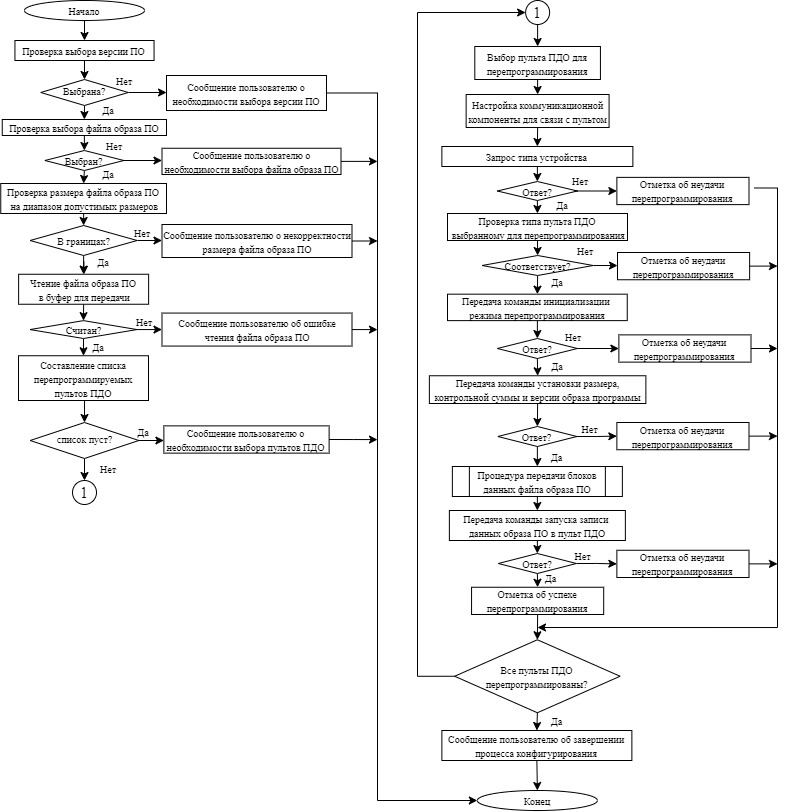 Начало
Проверка выбора версии ПО
Выбрана?
Нет
Сообщение пользователю о
необходимости выбора версии ПО
Да
Проверка выбора файла образа ПО
Выбран?
Нет
Сообщение пользователю о
необходимости выбора файла образа ПО
Да
Проверка размера файла образа ПО
на диапазон допустимых размеров
В границах?
Нет
Сообщение пользователю о некорректности
размера файла образа ПО
Да
Чтение файла образа ПО
в буфер для передачи
Считан?
Нет
Сообщение пользователю об ошибке
чтения файла образа ПО
Да
Составление списка
перепрограммируемых
пультов ПДО
список пуст?
Да
Сообщение пользователю о
необходимости выбора пультов ПДО
Нет
1
1
Выбор пульта ПДО для
перепрограммирования
Настройка коммуникационной
компоненты для связи с пультом
Запрос типа устройства
Ответ?
Нет
Отметка об неудачи
перепрограммирования
Да
Проверка типа пульта ПДО
выбранному для перепрограммирования
Соответствует?
Нет
Отметка об неудачи
перепрограммирования
Да
Передача команды инициализации
режима перепрограммирования
Ответ?
Нет
Отметка об неудачи
перепрограммирования
Да
Передача команды установки размера,
контрольной суммы и версии образа программы
Ответ?
Нет
Отметка об неудачи
перепрограммирования
Да
Процедура передачи блоков
данных файла образа ПО
Передача команды запуска записи
данных образа ПО в пульт ПДО
Ответ?
Нет
Отметка об неудачи
перепрограммирования
Да
Отметка об успехе
перепрограммирования
Все пульты ПДО
перепрограммированы?
Да
Сообщение пользователю об завершении
процесса конфигурирования
Конец